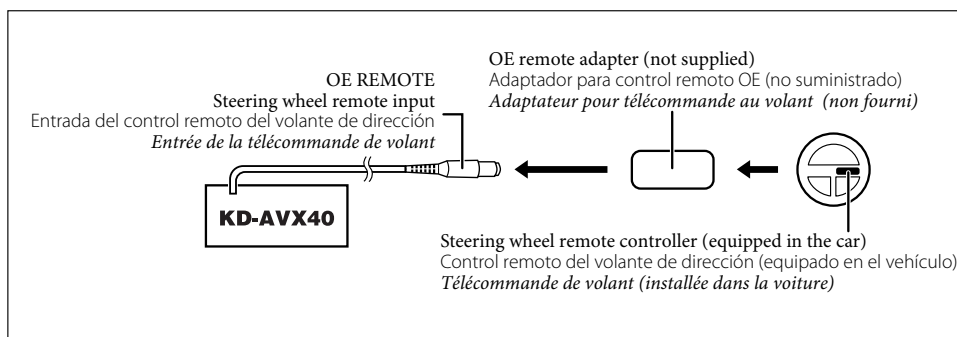 OE REMOTE
Steering wheel remote input
Entrada del control remoto del volante de dirección
Entrée de la télécommande de volant
OE remote adapter (not supplied)
Adaptador para control remoto OE (no suministrado)
Adaptateur pour télécommande au volant (non fourni)
KD-AVX40
Steering wheel remote controller (equipped in the car)
Control remoto del volante de dirección (equipado en el vehículo)
Télécommande de volant (installée dans la voiture)